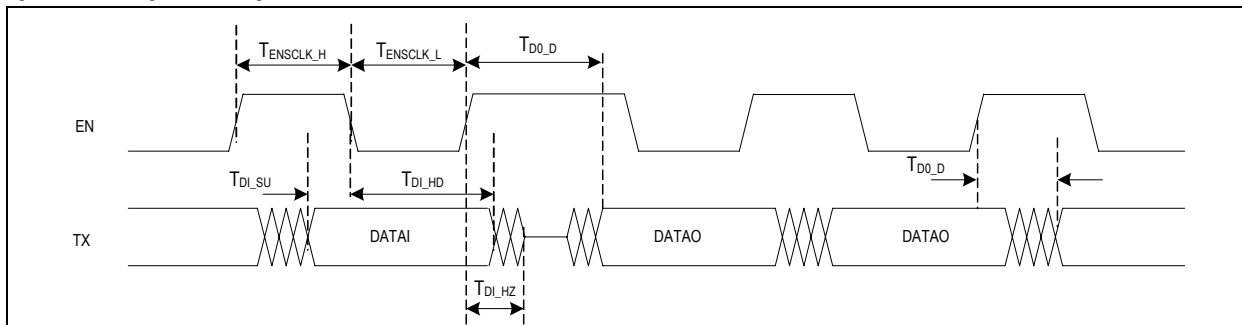 TENSCLK_H TENSCLK_L TD0_D
EN
TD0_D
TDI_SU TDI_HD
TX DATAI DATAO DATAO
TDI_HZ